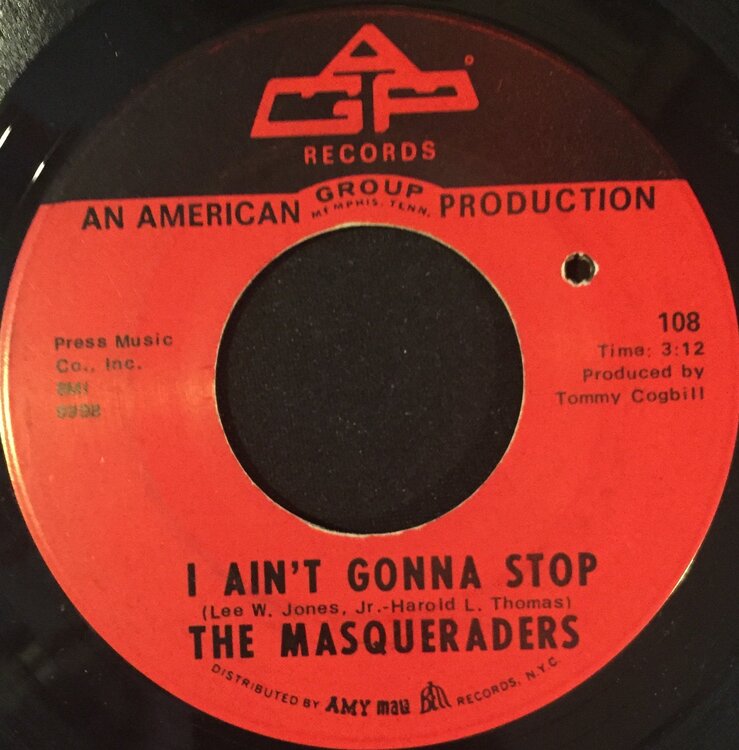 AGP
RECORDS
AN AMERICAN GROUP PRODUCTION
MEMPHIS, TENN.
Press Music
Co., Inc.
BMI
108
Time: 3:12
Produced by
Tommy Cogbill
I AIN'T GONNA STOP
(Lee W. Jones, Jr.-Harold L. Thomas)
THE MASQUERADERS
DISTRIBUTED BY AMY mala Bell RECORDS, N.Y.C.